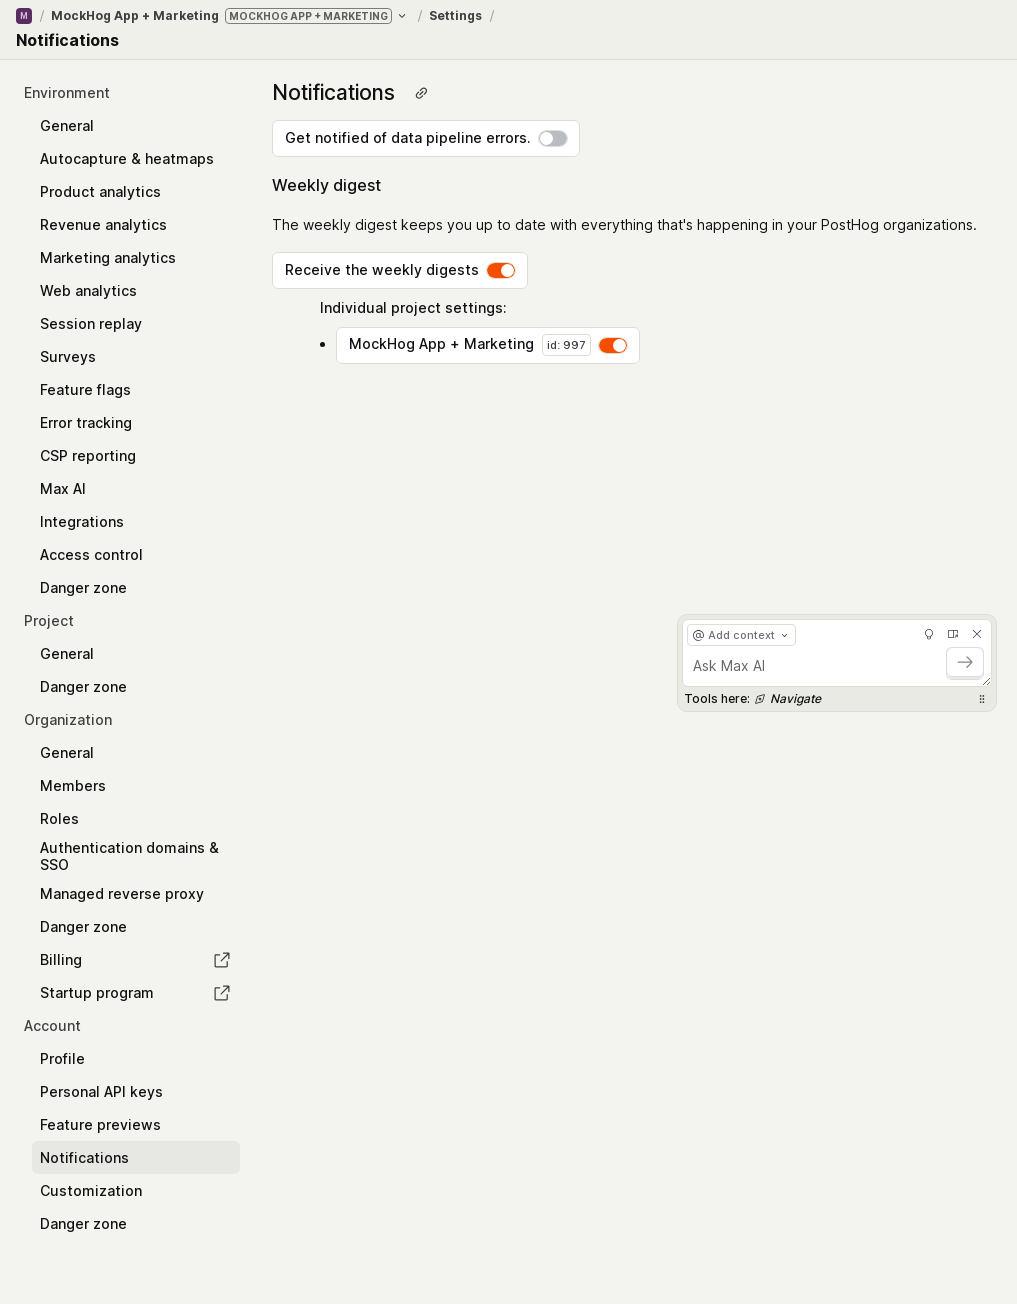 M / MockHog App + Marketing MOCKHOG APP + MARKETING / Settings /
Notifications
Environment
General
Autocapture & heatmaps
Product analytics
Revenue analytics
Marketing analytics
Web analytics
Session replay
Surveys
Feature flags
Error tracking
CSP reporting
Max AI
Integrations
Access control
Danger zone
Project
General
Danger zone
Organization
General
Members
Roles
Authentication domains &
SSO
Managed reverse proxy
Danger zone
Billing
Startup program
Account
Profile
Personal API keys
Feature previews
Notifications
Customization
Danger zone
Notifications
Get notified of data pipeline errors.
Weekly digest
The weekly digest keeps you up to date with everything that's happening in your PostHog organizations.
Receive the weekly digests
Individual project settings:
• MockHog App + Marketing id: 997
@ Add context
Ask Max AI
Tools here: Navigate